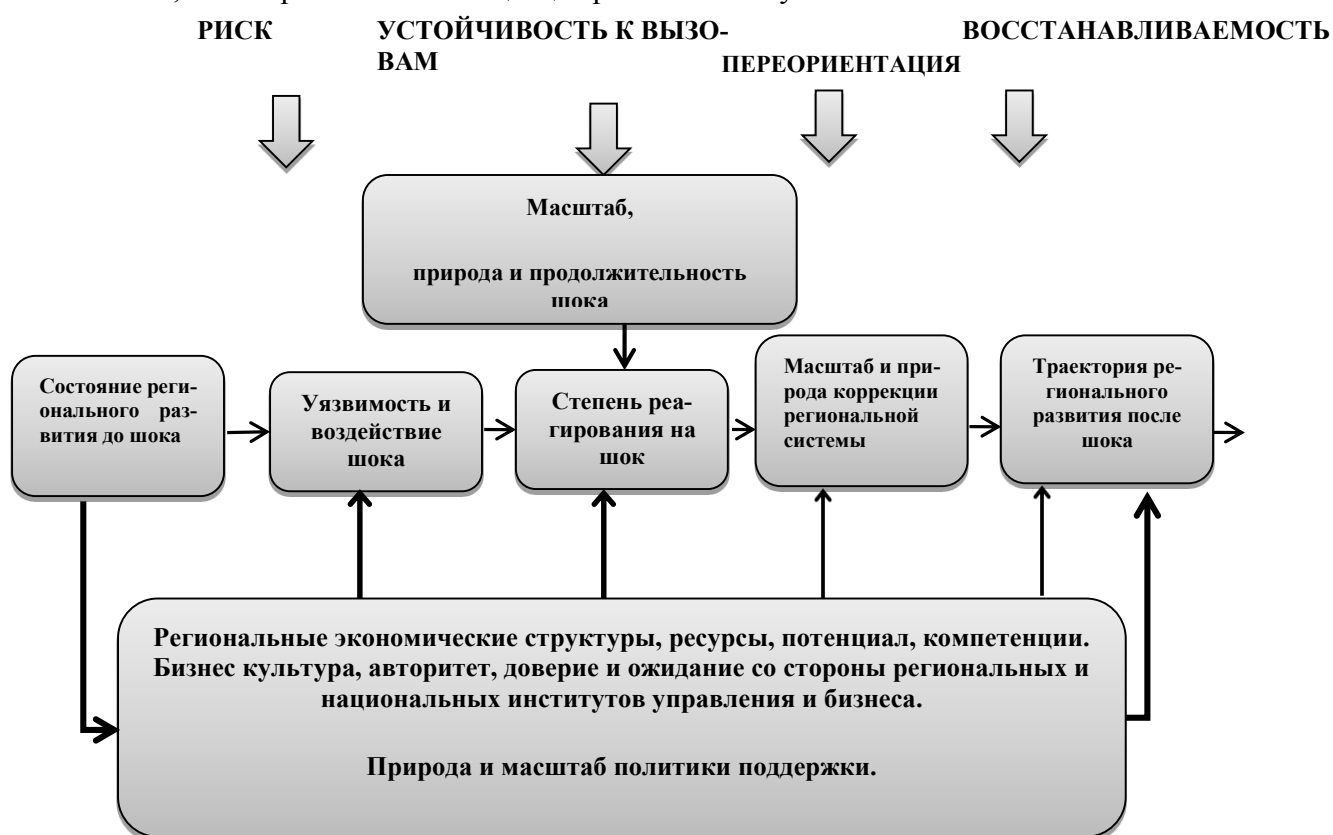 РИСК
УСТОЙЧИВОСТЬ К ВЫЗО-
ВАМ
ПЕРЕОРИЕНТАЦИЯ
ВОССТАНАВЛИВАЕМОСТЬ
Масштаб,
природа и продолжительность
шока
Состояние реги-
онального раз-
вития до шока
Уязвимость и
воздействие
шока
Степень реа-
гирования на
шок
Масштаб и при-
рода коррекции
региональной
системы
Траектория ре-
гионального
развития после
шока
Региональные экономические структуры, ресурсы, потенциал, компетенции.
Бизнес культура, авторитет, доверие и ожидание со стороны региональных и
национальных институтов управления и бизнеса.
Природа и масштаб политики поддержки.